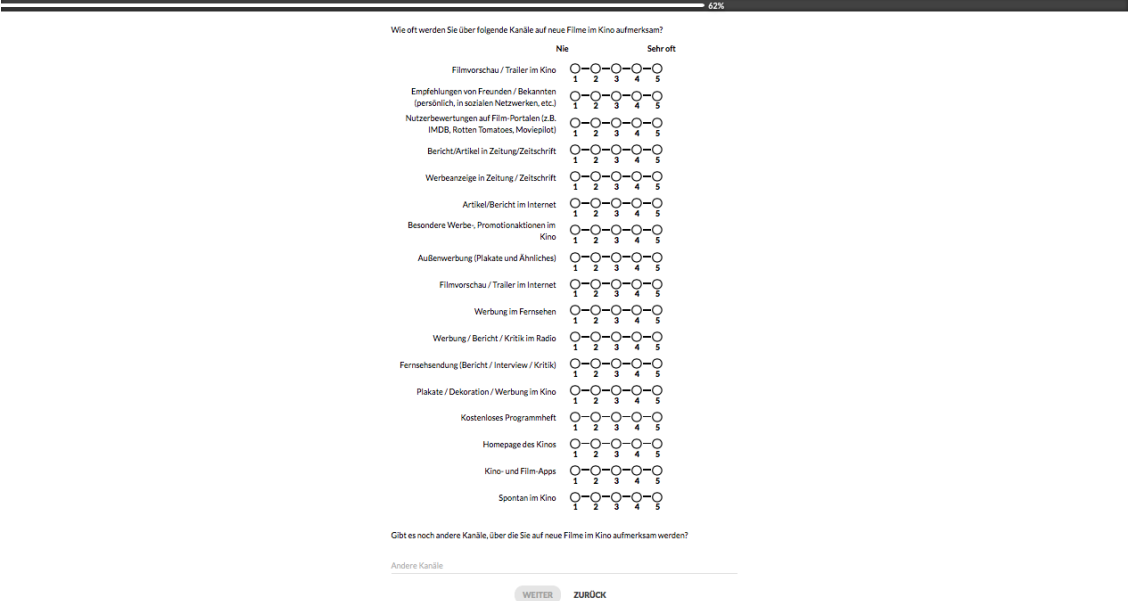 62%
Wie oft werden Sie über folgende Kanäle auf neue Filme im Kino aufmerksam?
Nie Sehr oft
Filmvorschau / Trailer im Kino
1 2 3 4 5
Empfehlungen von Freunden / Bekannten
(persönlich, in sozialen Netzwerken, etc.)
1 2 3 4 5
Nutzerbewertungen auf Film-Portalen (z.B.
IMDB, Rotten Tomatoes, Moviepilot)
1 2 3 4 5
Bericht/Artikel in Zeitung/Zeitschrift
1 2 3 4 5
Werbeanzeige in Zeitung / Zeitschrift
1 2 3 4 5
Artikel/Bericht im Internet
1 2 3 4 5
Besondere Werbe-, Promotionaktionen im
Kino
1 2 3 4 5
Außenwerbung (Plakate und Ähnliches)
1 2 3 4 5
Filmvorschau / Trailer im Internet
1 2 3 4 5
Werbung im Fernsehen
1 2 3 4 5
Werbung / Bericht / Kritik im Radio
1 2 3 4 5
Fernsehsendung (Bericht / Interview / Kritik)
1 2 3 4 5
Plakate / Dekoration / Werbung im Kino
1 2 3 4 5
Kostenloses Programmheft
1 2 3 4 5
Homepage des Kinos
1 2 3 4 5
Kino- und Film-Apps
1 2 3 4 5
Spontan im Kino
1 2 3 4 5
Gibt es noch andere Kanäle, über die Sie auf neue Filme im Kino aufmerksam werden?
Andere Kanäle
WEITER ZURÜCK